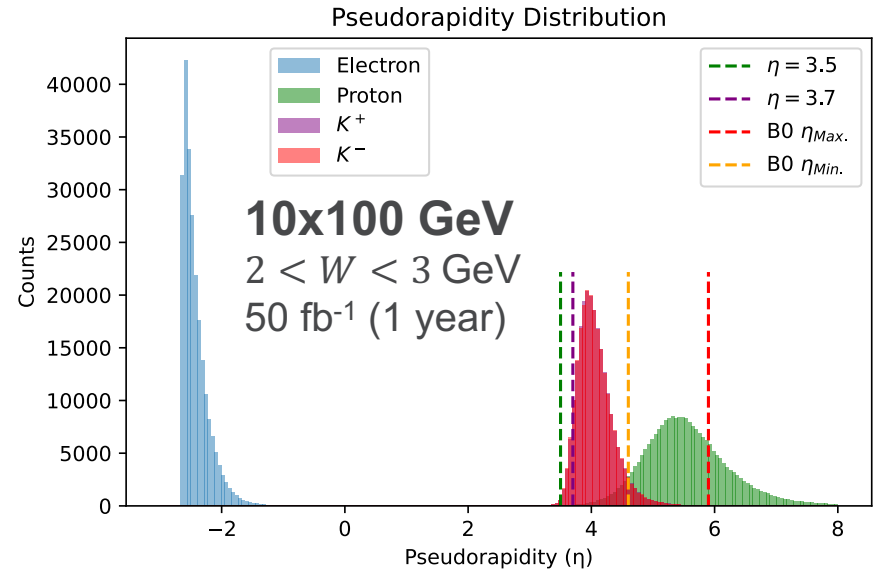 Pseudorapidity Distribution
Counts
40000
35000
30000
25000
20000
15000
10000
5000
0
Electron
Proton
K⁺
K⁻
η = 3.5
η = 3.7
B0 η_Max.
B0 η_Min.
10x100 GeV
2 < W < 3 GeV
50 fb⁻¹ (1 year)
−2 0 2 4 6 8
Pseudorapidity (η)